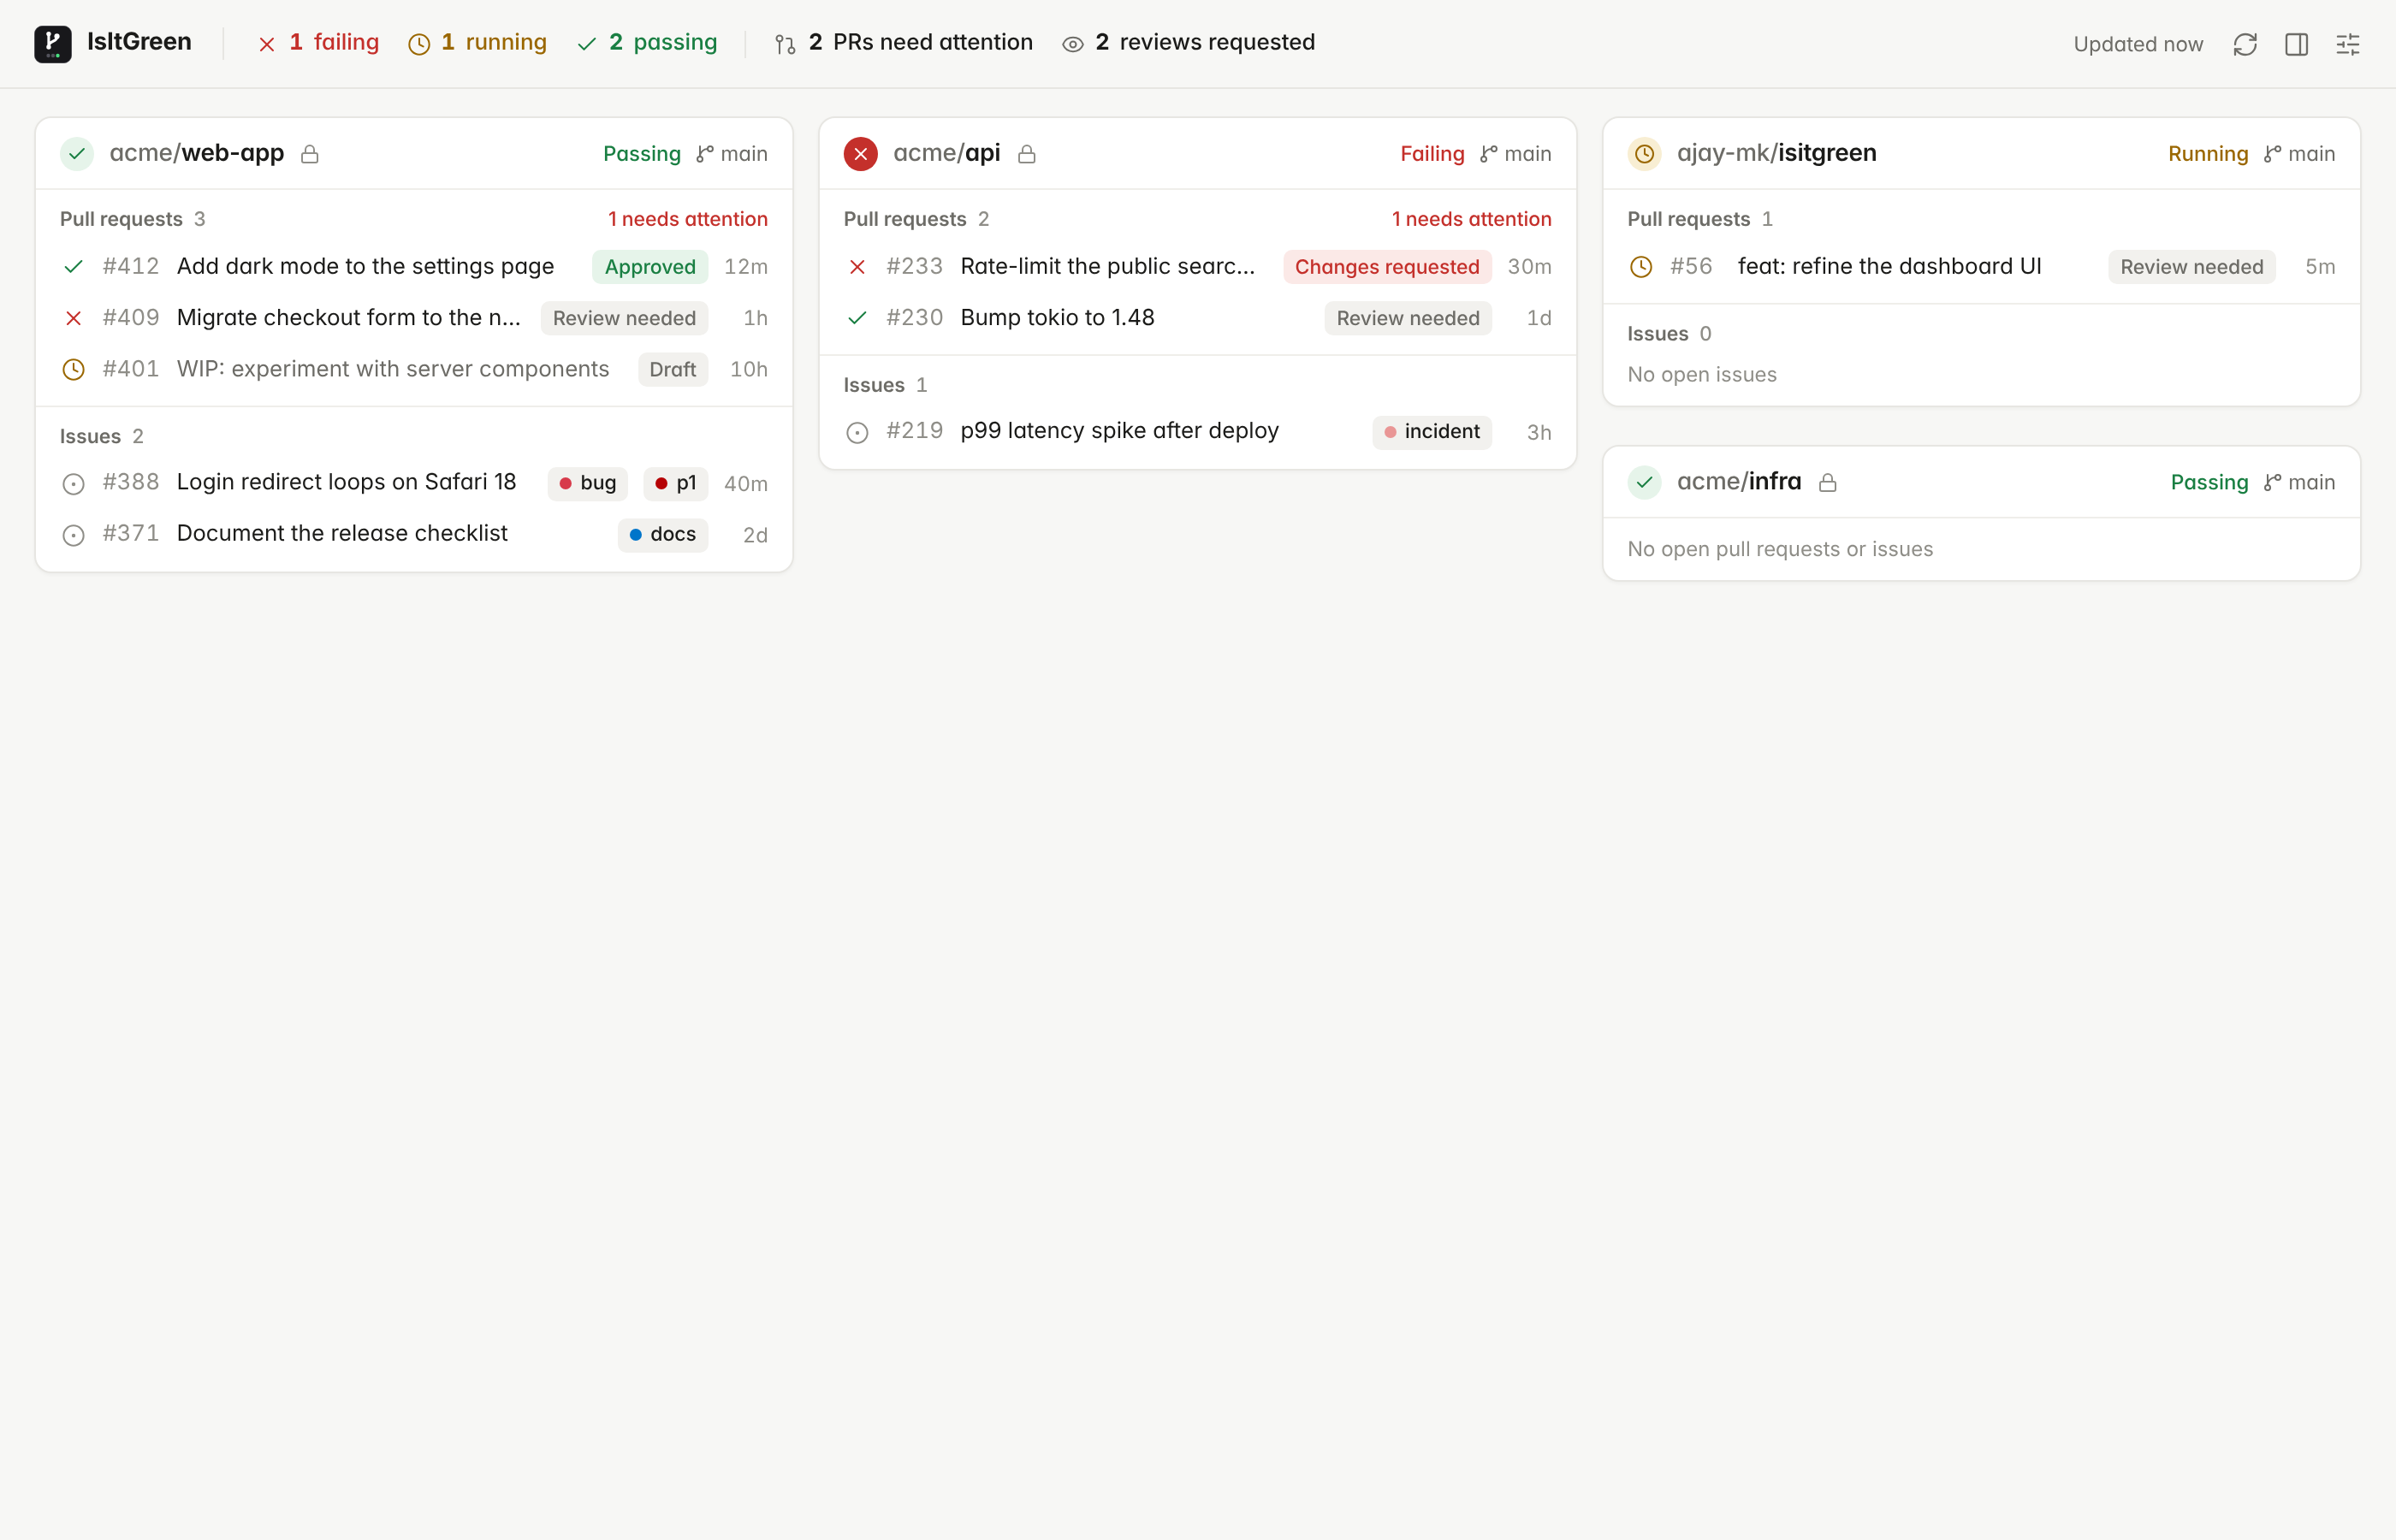 IsItGreen 1 failing 1 running 2 passing 2 PRs need attention 2 reviews requested Updated now
acme/web-app Passing main
Pull requests 3 1 needs attention
#412 Add dark mode to the settings page Approved 12m
#409 Migrate checkout form to the n... Review needed 1h
#401 WIP: experiment with server components Draft 10h
Issues 2
#388 Login redirect loops on Safari 18 bug p1 40m
#371 Document the release checklist docs 2d
acme/api Failing main
Pull requests 2 1 needs attention
#233 Rate-limit the public searc... Changes requested 30m
#230 Bump tokio to 1.48 Review needed 1d
Issues 1
#219 p99 latency spike after deploy incident 3h
ajay-mk/isitgreen Running main
Pull requests 1
#56 feat: refine the dashboard UI Review needed 5m
Issues 0
No open issues
acme/infra Passing main
No open pull requests or issues